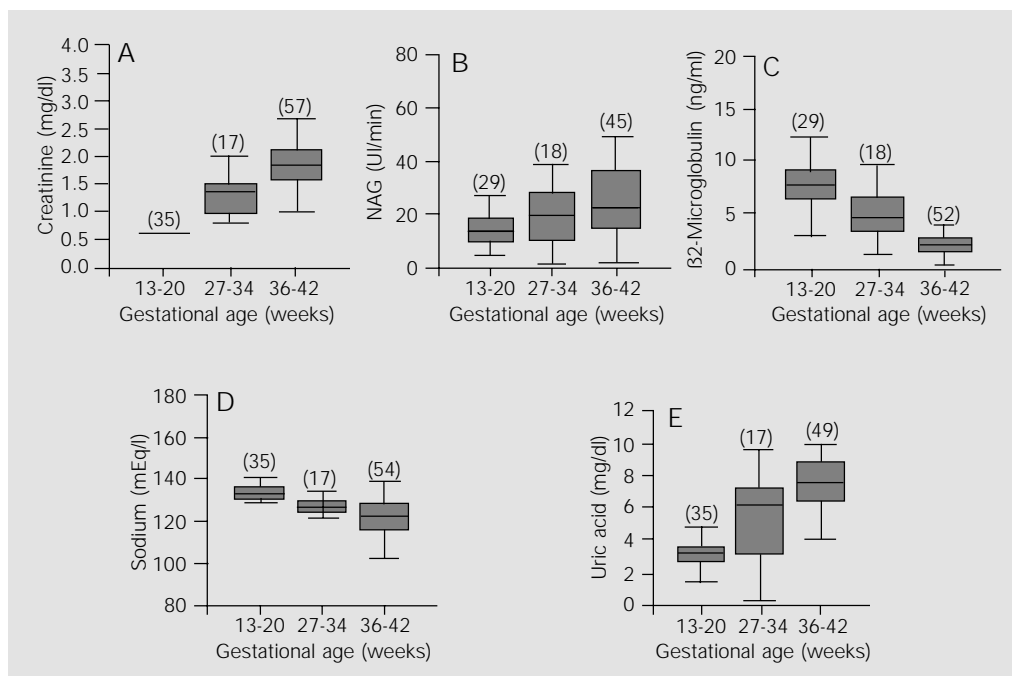 A
Creatinine (mg/dl)
4.0
3.5
3.0
2.5
2.0
1.5
1.0
0.5
0.0
(35)
(17)
(57)
13-20 27-34 36-42
Gestational age (weeks)
B
NAG (UI/min)
80
60
40
20
0
(29)
(18)
(45)
13-20 27-34 36-42
Gestational age (weeks)
C
ß2-Microglobulin (ng/ml)
20
15
10
5
0
(29)
(18)
(52)
13-20 27-34 36-42
Gestational age (weeks)
D
Sodium (mEq/l)
180
160
140
120
100
80
(35)
(17)
(54)
13-20 27-34 36-42
Gestational age (weeks)
E
Uric acid (mg/dl)
12
10
8
6
4
2
0
(35)
(17)
(49)
13-20 27-34 36-42
Gestational age (weeks)